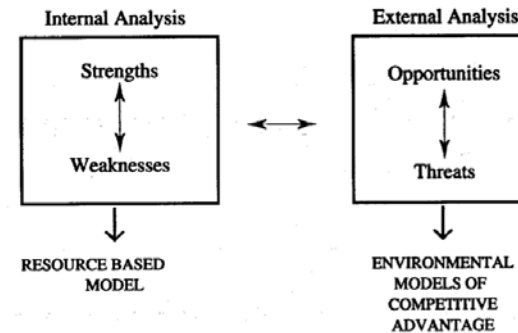 Internal Analysis
Strengths
Weaknesses
RESOURCE BASED
MODEL
External Analysis
Opportunities
Threats
ENVIRONMENTAL
MODELS OF
COMPETITIVE
ADVANTAGE